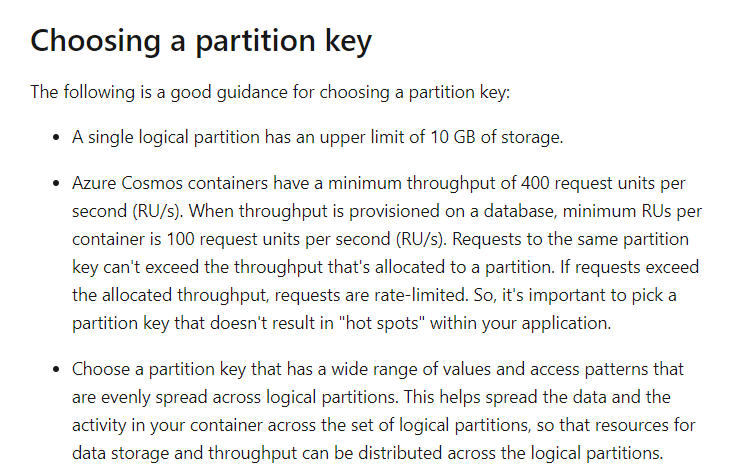 Choosing a partition key
The following is a good guidance for choosing a partition key:
• A single logical partition has an upper limit of 10 GB of storage.
• Azure Cosmos containers have a minimum throughput of 400 request units per
second (RU/s). When throughput is provisioned on a database, minimum RUs per
container is 100 request units per second (RU/s). Requests to the same partition
key can't exceed the throughput that's allocated to a partition. If requests exceed
the allocated throughput, requests are rate-limited. So, it's important to pick a
partition key that doesn't result in "hot spots" within your application.
• Choose a partition key that has a wide range of values and access patterns that
are evenly spread across logical partitions. This helps spread the data and the
activity in your container across the set of logical partitions, so that resources for
data storage and throughput can be distributed across the logical partitions.